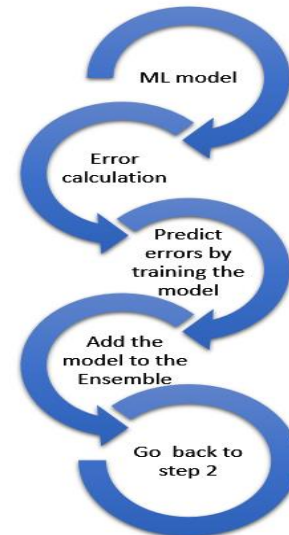 ML model
Error
calculation
Predict
errors by
training the
model
Add the
model to the
Ensemble
Go back to
step 2